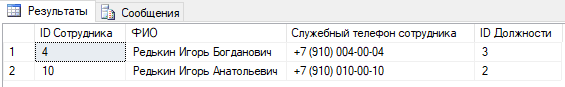 Результаты Сообщения
ID Сотрудника ФИО Служебный телефон сотрудника ID Должности
1 4 Редькин Игорь Богданович +7 (910) 004-00-04 3
2 10 Редькин Игорь Анатольевич +7 (910) 010-00-10 2